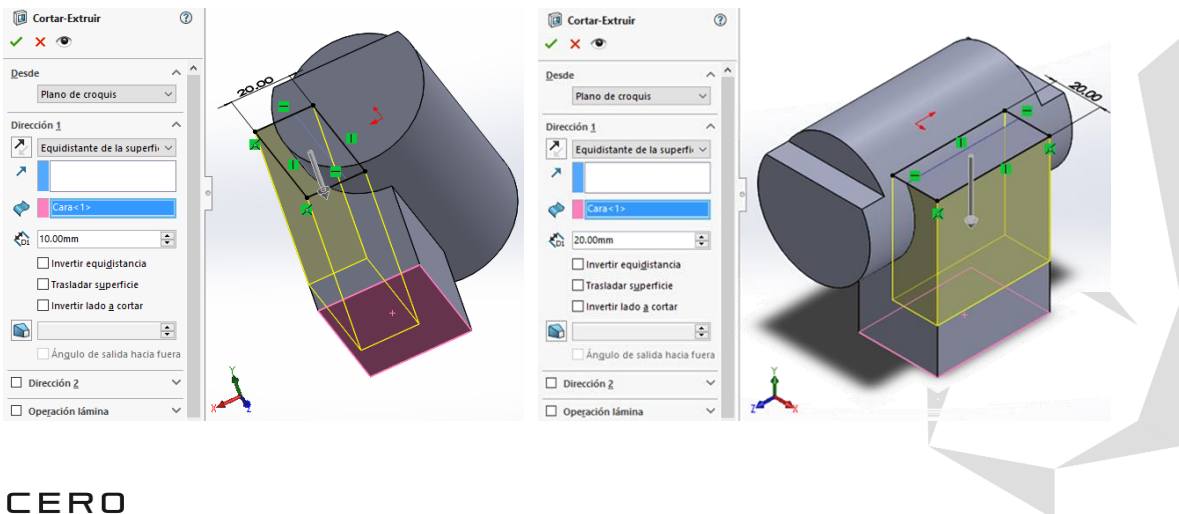 Cortar-Extruir
Desde
Plano de croquis
Dirección 1
Equidistante de la superfi
Cara<1>
D1
10.00mm
Invertir equidistancia
Trasladar superficie
Invertir lado a cortar
Ángulo de salida hacia fuera
Dirección 2
Operación lámina
20.00
Y
X
Z
Cortar-Extruir
Desde
Plano de croquis
Dirección 1
Equidistante de la superfi
Cara<1>
D1
20.00mm
Invertir equidistancia
Trasladar superficie
Invertir lado a cortar
Ángulo de salida hacia fuera
Dirección 2
Operación lámina
20.00
Y
Z
X
CERO